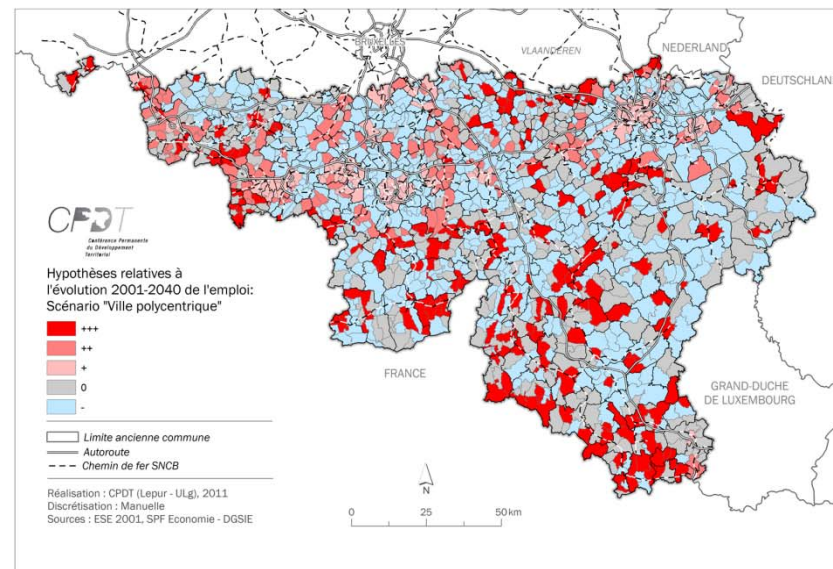 BRUXELLES
VLAANDEREN
NEDERLAND
DEUTSCHLAN
CPDT
Conférence Permanente
du Développement
Territorial
Hypothèses relatives à
l'évolution 2001-2040 de l'emploi:
Scénario "Ville polycentrique"
+++
++
+
0
-
FRANCE
GRAND-DUCHE
DE LUXEMBOURG
Limite ancienne commune
Autoroute
Chemin de fer SNCB
Réalisation : CPDT (Lepur - ULg), 2011
Discrétisation : Manuelle
Sources : ESE 2001, SPF Economie - DGSIE
N
0 25 50 km